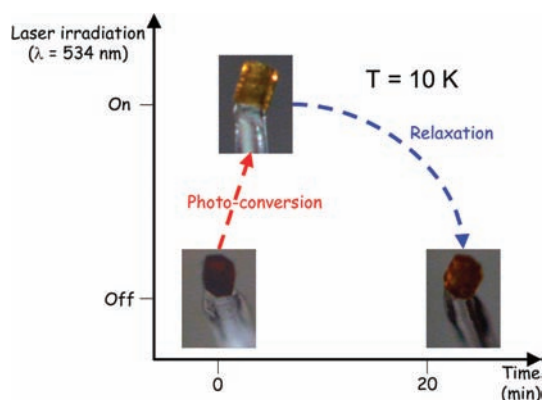 Laser irradiation
(λ = 534 nm)
T = 10 K
On
Relaxation
Photo-conversion
Off
0
20
Time
(min)